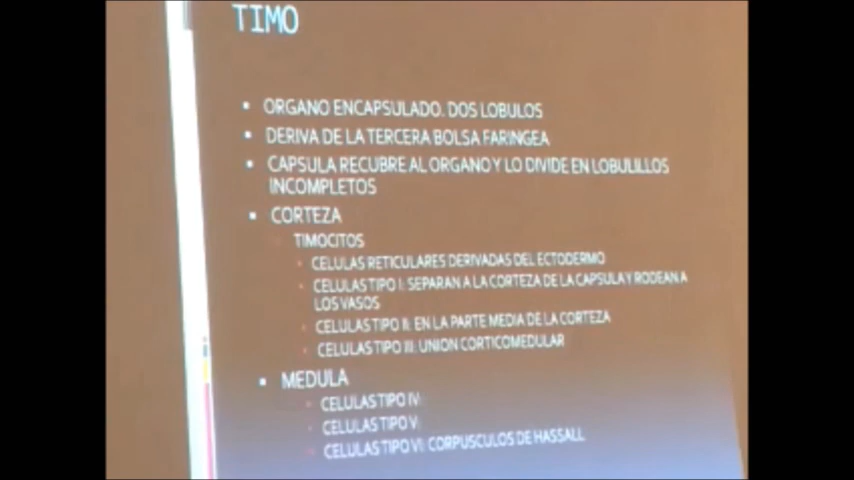 TIMO
ORGANO ENCAPSULADO. DOS LOBULOS
DERIVA DE LA TERCERA BOLSA FARINGEA
CAPSULA RECUBRE AL ORGANO Y LO DIVIDE EN LOBULILLOS
INCOMPLETOS
CORTEZA
TIMOCITOS
CELULAS RETICULARES DERIVADAS DEL ECTODERMO
CELULAS TIPO I: SEPARAN A LA CORTEZA DE LA CAPSULA Y RODEAN A
LOS VASOS
CELULAS TIPO II: EN LA PARTE MEDIA DE LA CORTEZA
CELULAS TIPO III: UNION CORTICOMEDULAR
MEDULA
CELULAS TIPO IV:
CELULAS TIPO V:
CELULAS TIPO VI: CORPUSCULOS DE HASSALL